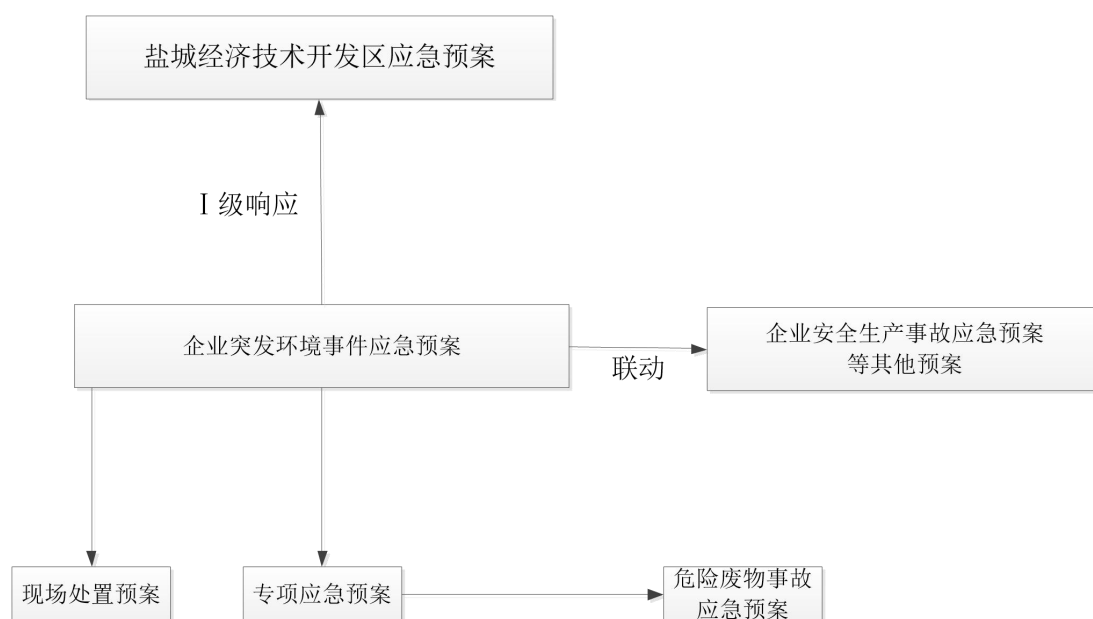 盐城经济技术开发区应急预案
Ⅰ级响应
企业突发环境事件应急预案
联动
企业安全生产事故应急预案
等其他预案
现场处置预案
专项应急预案
危险废物事故
应急预案